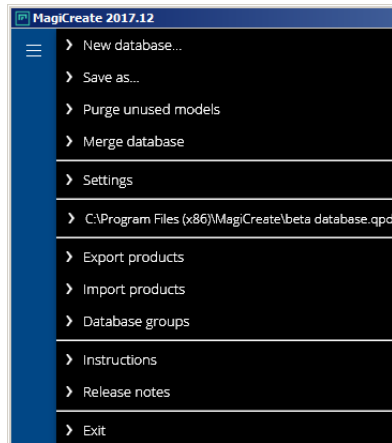 MagiCreate 2017.12
New database...
Save as...
Purge unused models
Merge database
Settings
C:\Program Files (x86)\MagiCreate\beta database.qpd
Export products
Import products
Database groups
Instructions
Release notes
Exit